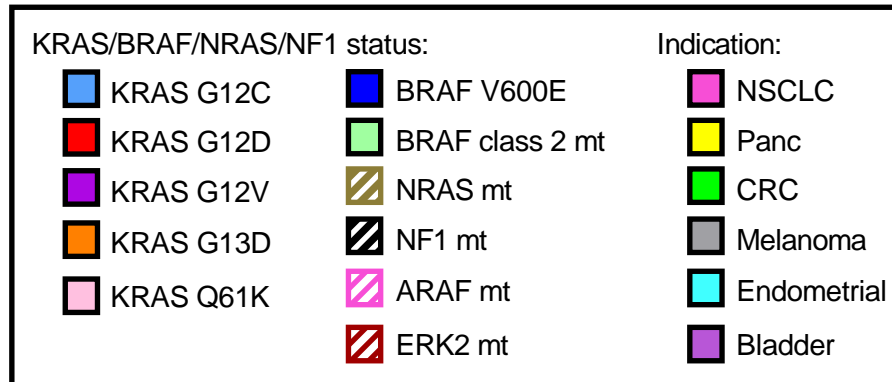 KRAS/BRAF/NRAS/NF1 status:
KRAS G12C
KRAS G12D
KRAS G12V
KRAS G13D
KRAS Q61K
BRAF V600E
BRAF class 2 mt
NRAS mt
NF1 mt
ARAF mt
ERK2 mt
Indication:
NSCLC
Panc
CRC
Melanoma
Endometrial
Bladder